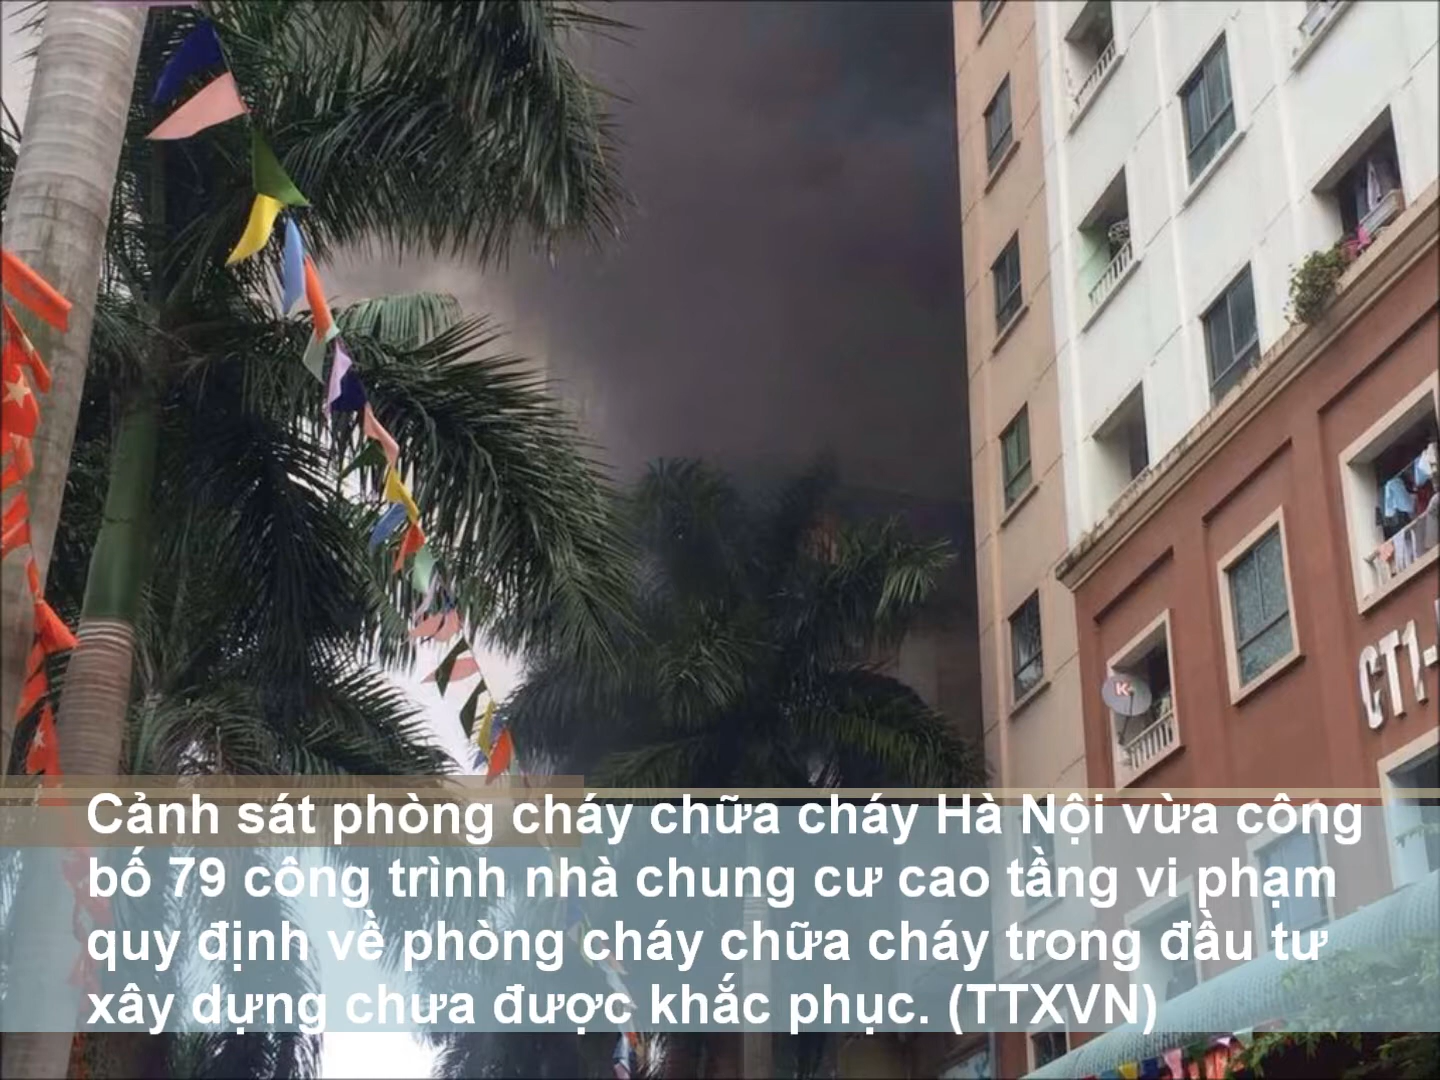 K+
CT1-
Cảnh sát phòng cháy chữa cháy Hà Nội vừa công
bố 79 công trình nhà chung cư cao tầng vi phạm
quy định về phòng cháy chữa cháy trong đầu tư
xây dựng chưa được khắc phục. (TTXVN)